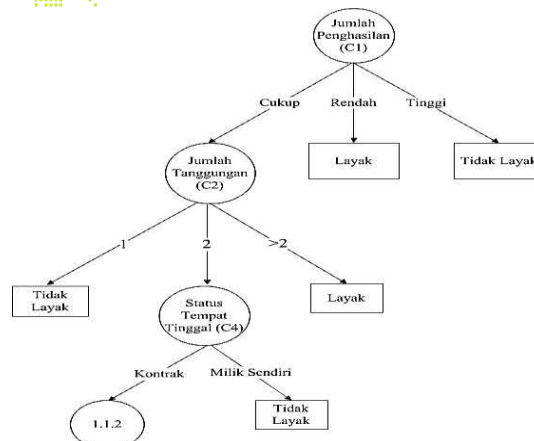 Jumlah
Penghasilan
(C1)
Cukup
Rendah
Tinggi
Jumlah
Tanggungan
(C2)
Layak
Tidak Layak
1
2
>2
Tidak
Layak
Status
Tempat
Tinggal (C4)
Layak
Kontrak
Milik Sendiri
1.1.2
Tidak
Layak